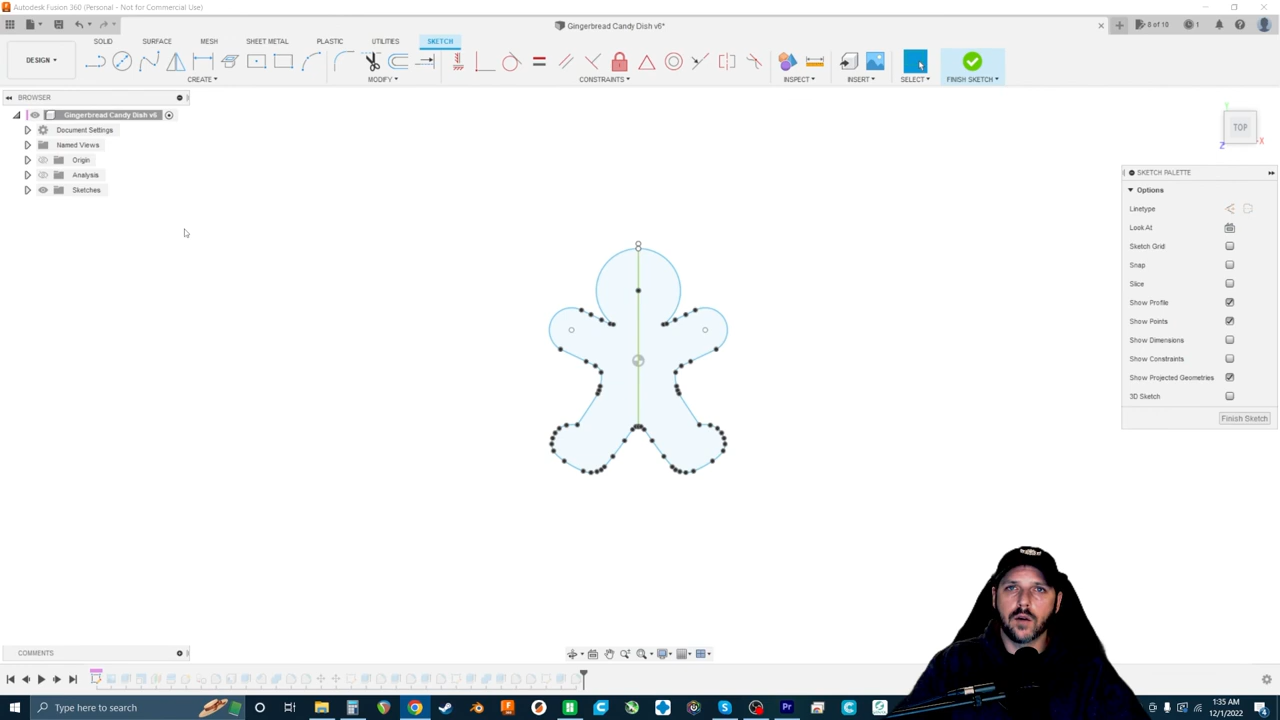 Autodesk Fusion 360 (Personal - Not for Commercial Use)
Gingerbread Candy Dish v6*
8 of 10
1
DESIGN
SOLID
SURFACE
MESH
SHEET METAL
PLASTIC
UTILITIES
SKETCH
CREATE
MODIFY
CONSTRAINTS
INSPECT
INSERT
SELECT
FINISH SKETCH
BROWSER
Gingerbread Candy Dish v6
Document Settings
Named Views
Origin
Analysis
Sketches
Y
TOP
X
Z
SKETCH PALETTE
Options
Linetype
Look At
Sketch Grid
Snap
Slice
Show Profile
Show Points
Show Dimensions
Show Constraints
Show Projected Geometries
3D Sketch
Finish Sketch
COMMENTS
Type here to search
1:35 AM
12/1/2022